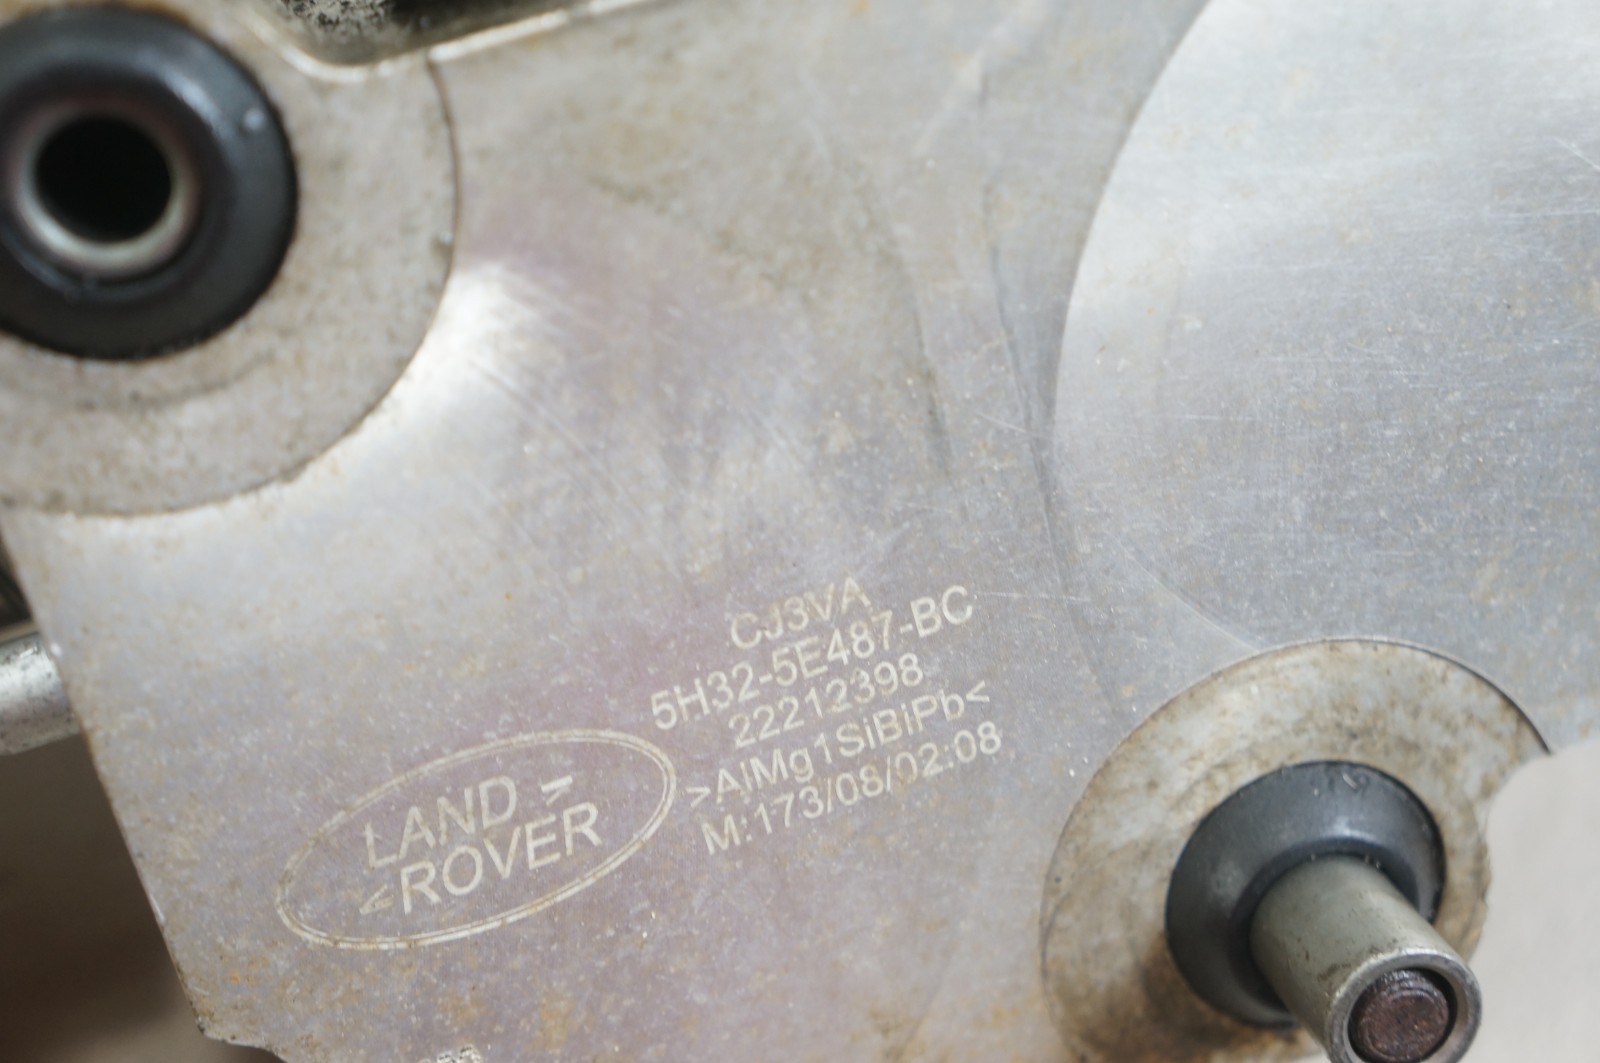 CJ3VA
5H32-5E487-BC
22212398
>AlMg1SiBiPb<
M:173/08/02:08
LAND >
<ROVER